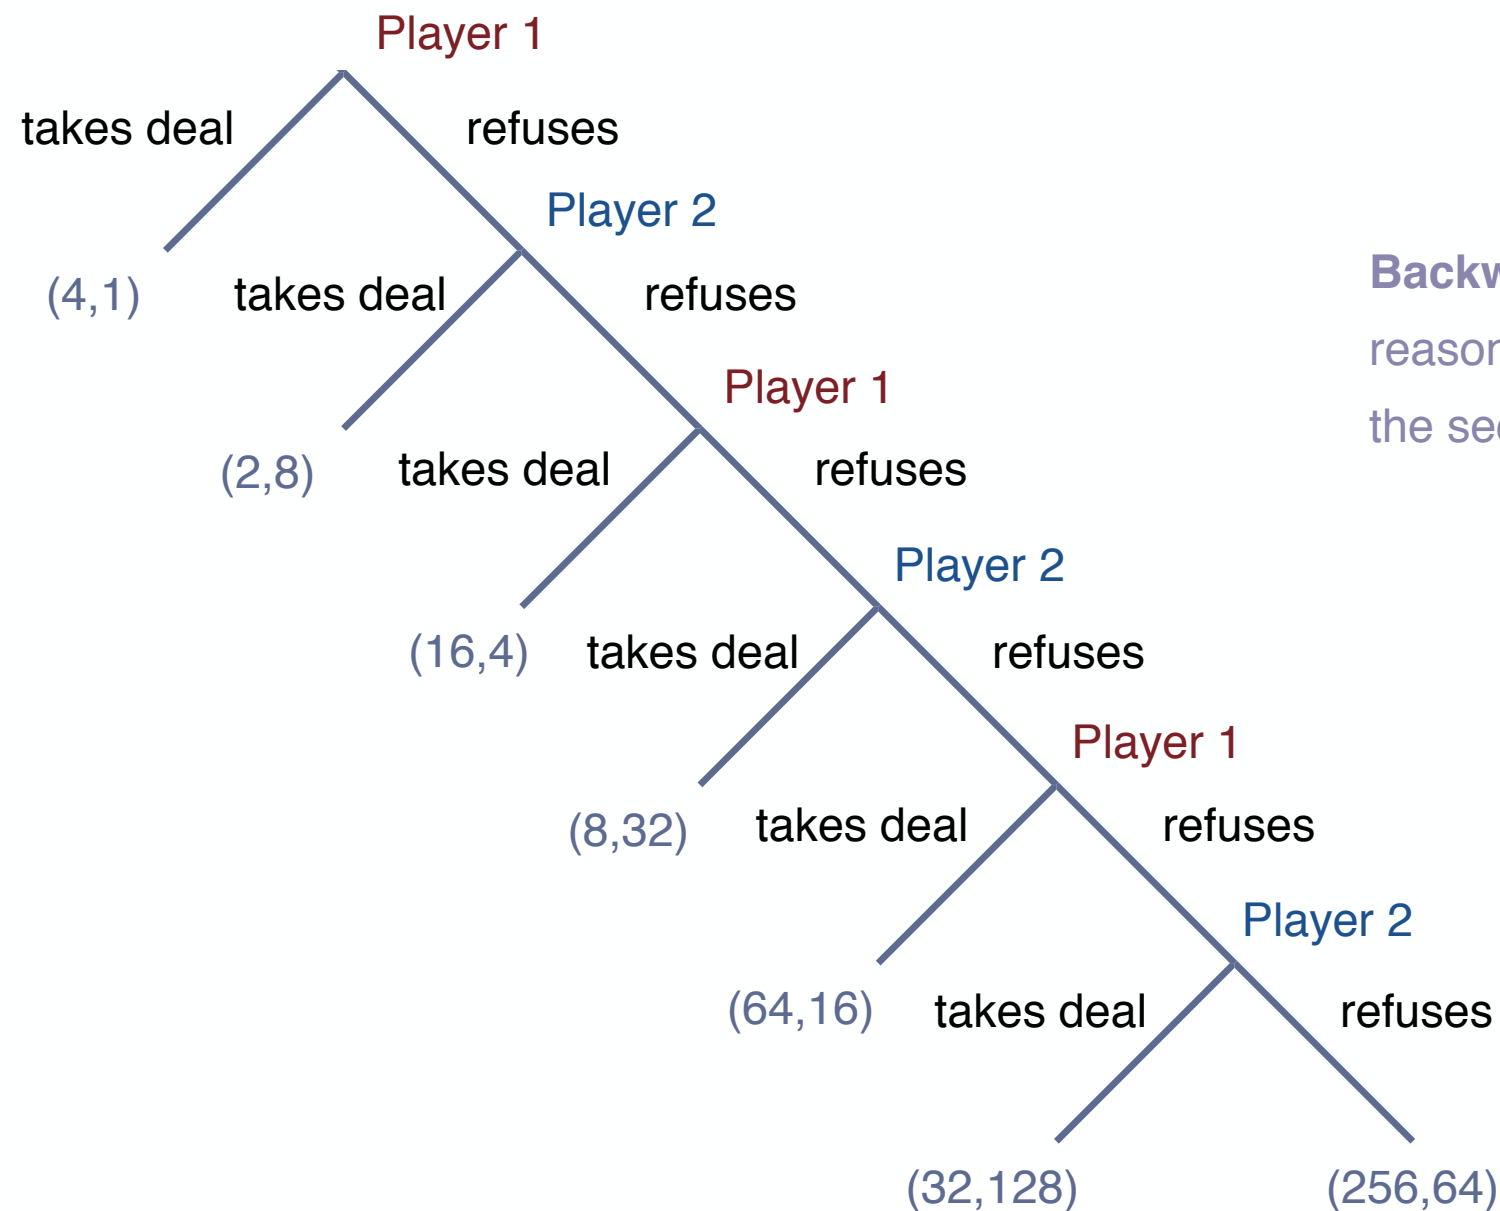 Player 1
takes deal
refuses
Player 2
(4,1)
takes deal
refuses
Player 1
(2,8)
takes deal
refuses
Player 2
(16,4)
takes deal
refuses
Player 1
(8,32)
takes deal
refuses
Player 2
(64,16)
takes deal
refuses
(32,128)
(256,64)
the